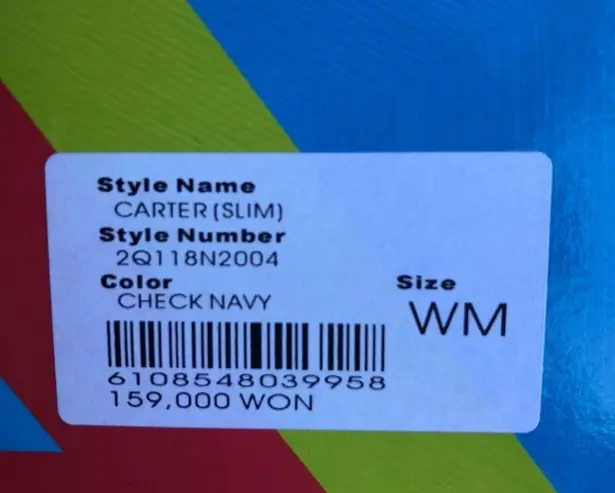 Style Name
CARTER (SLIM)
Style Number
2Q118N2004
Color
CHECK NAVY
Size
WM
6108548039958
159,000 WON